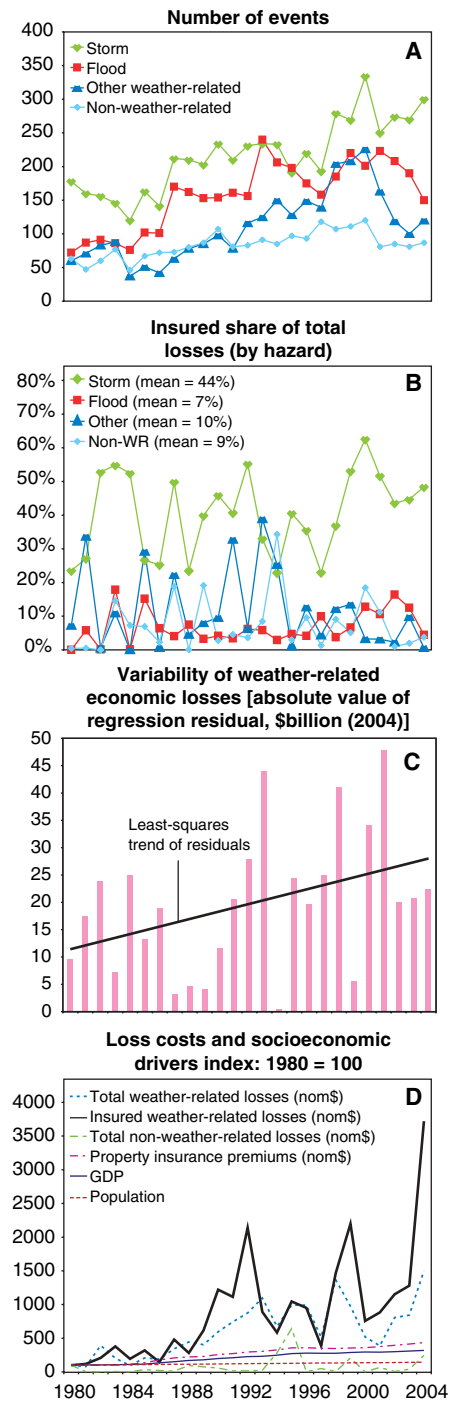 Number of events
A
400
350
300
250
200
150
100
50
0
Storm
Flood
Other weather-related
Non-weather-related
Insured share of total
losses (by hazard)
B
80%
70%
60%
50%
40%
30%
20%
10%
0%
Storm (mean = 44%)
Flood (mean = 7%)
Other (mean = 10%)
Non-WR (mean = 9%)
Variability of weather-related
economic losses [absolute value of
regression residual, $billion (2004)]
C
50
45
40
35
30
25
20
15
10
5
0
Least-squares
trend of residuals
Loss costs and socioeconomic
drivers index: 1980 = 100
D
4000
3500
3000
2500
2000
1500
1000
500
0
Total weather-related losses (nom$)
Insured weather-related losses (nom$)
Total non-weather-related losses (nom$)
Property insurance premiums (nom$)
GDP
Population
1980 1984 1988 1992 1996 2000 2004